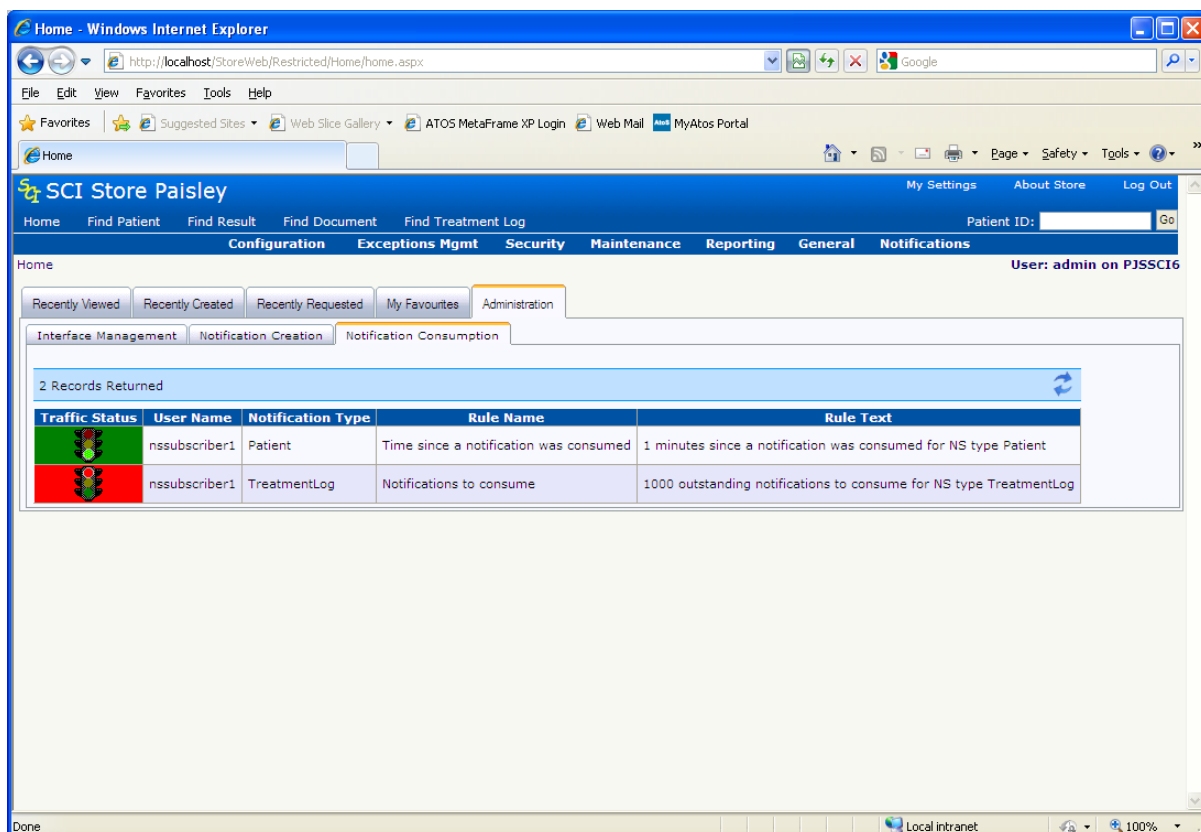 Home - Windows Internet Explorer
http://localhost/StoreWeb/Restricted/Home/home.aspx
Google
File Edit View Favorites Tools Help
Favorites Suggested Sites Web Slice Gallery ATOS MetaFrame XP Login Web Mail Atos MyAtos Portal
Home
Page Safety Tools »
SCI Store Paisley
My Settings About Store Log Out
Home Find Patient Find Result Find Document Find Treatment Log
Patient ID: Go
Configuration Exceptions Mgmt Security Maintenance Reporting General Notifications
Home
User: admin on PJSSCI6
Recently Viewed Recently Created Recently Requested My Favourites Administration
Interface Management Notification Creation Notification Consumption
2 Records Returned
Traffic Status User Name Notification Type Rule Name Rule Text
nssubscriber1 Patient Time since a notification was consumed 1 minutes since a notification was consumed for NS type Patient
nssubscriber1 TreatmentLog Notifications to consume 1000 outstanding notifications to consume for NS type TreatmentLog
Done
Local intranet
100%